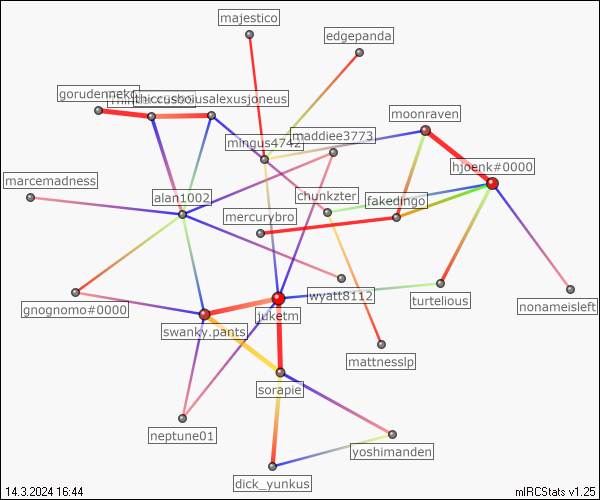 majestico
edgepanda
gorudenneko
thiccusboiusalexusjoneus
moonraven
mingus4742
maddiee3773
hjoenk#0000
marcemadness
alan1002
chunkzter
fakedingo
mercurybro
gnognomo#0000
juketm
wyatt8112
turtelious
nonameisleft
swanky.pants
mattnesslp
sorapie
neptune01
yoshimanden
dick_yunkus
14.3.2024 16:44
mIRCStats v1.25